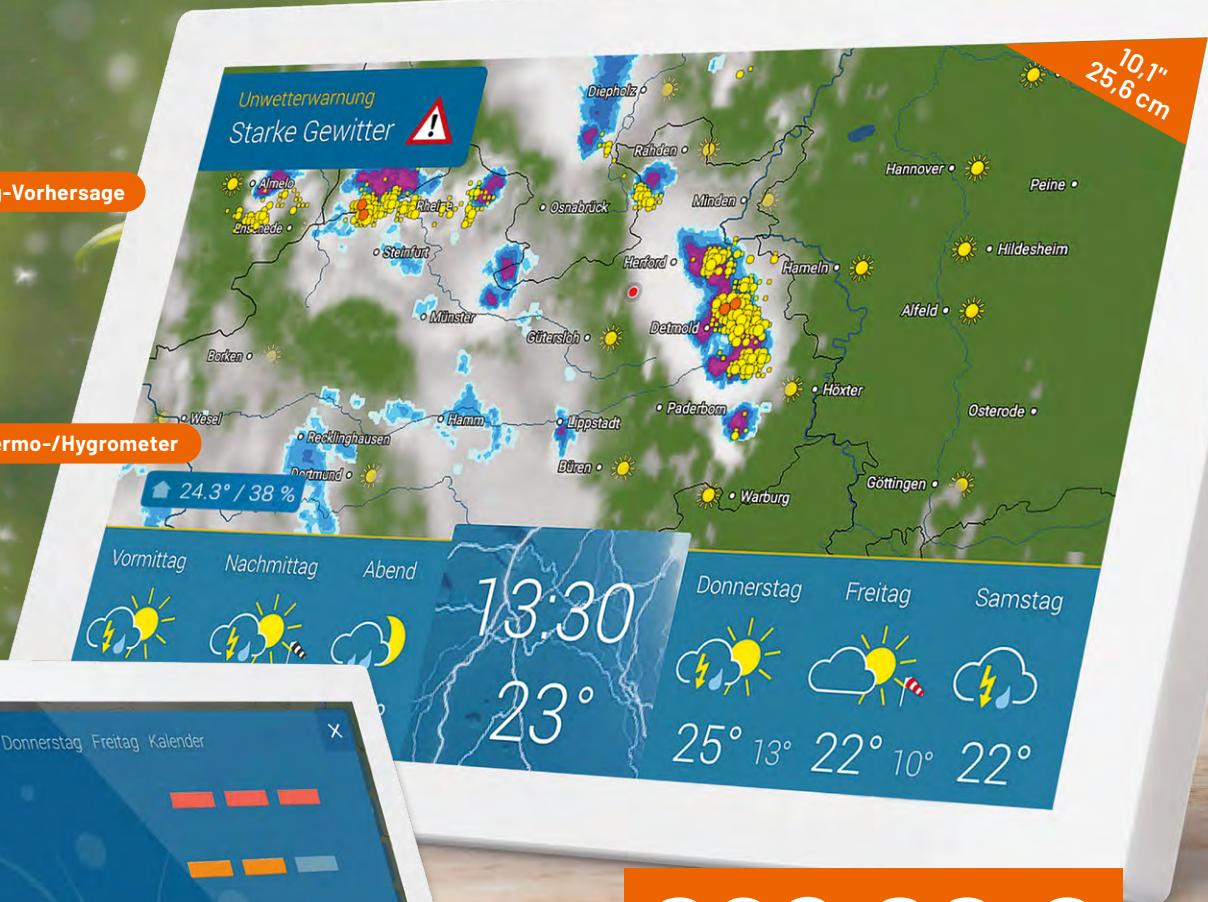 10,1"
25,6 cm
Unwetterwarnung
Starke Gewitter
Diepholz
Rahden
Hannover
Peine
g-Vorhersage
Almelo
Rheine
Osnabrück
Minden
Enschede
Steinfurt
Herford
Hameln
Hildesheim
Münster
Gütersloh
Detmold
Alfeld
Borken
Höxter
Wesel
Hamm
Lippstadt
Paderborn
Osterode
Recklinghausen
ermo-/Hygrometer
Dortmund
Büren
Göttingen
24.3° / 38 %
Warburg
Vormittag Nachmittag Abend
13:30
23°
Donnerstag Freitag Samstag
25° 13° 22° 10° 22°
Donnerstag Freitag Kalender
X